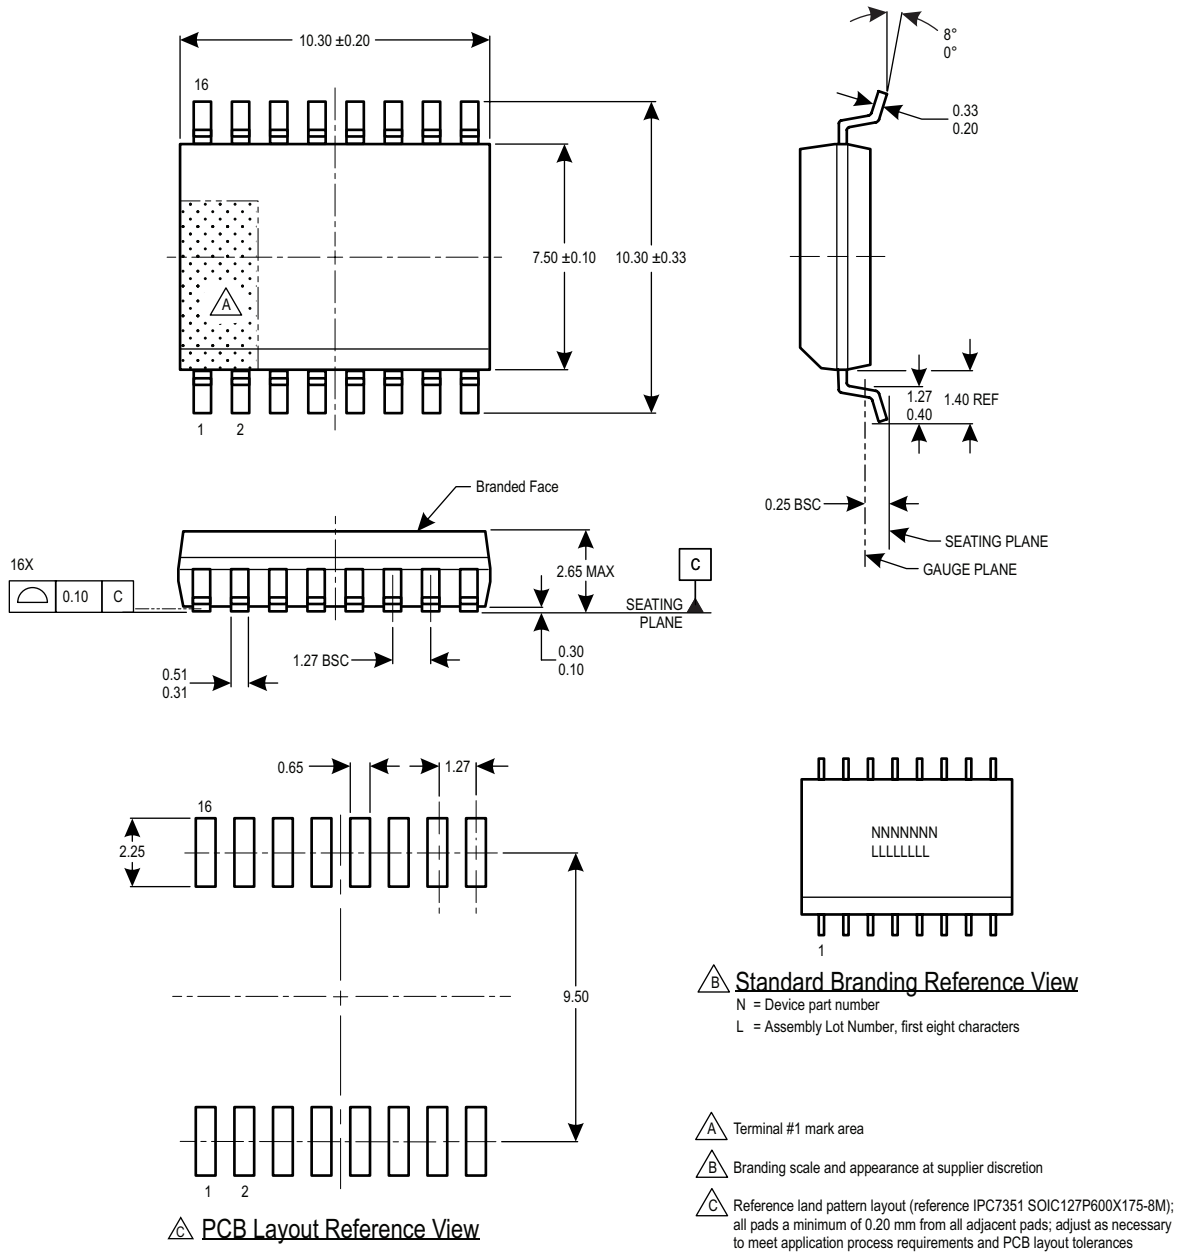 10.30 ±0.20
8°
0°
16
0.33
0.20
A
7.50 ±0.10
10.30 ±0.33
1.27
0.40
1.40 REF
1 2
Branded Face
0.25 BSC
SEATING PLANE
GAUGE PLANE
16X
0.10 C
2.65 MAX
C
SEATING
PLANE
1.27 BSC
0.30
0.10
0.51
0.31
0.65
1.27
16
2.25
NNNNNNN
LLLLLLLL
1
9.50
B Standard Branding Reference View
N = Device part number
L = Assembly Lot Number, first eight characters
A Terminal #1 mark area
B Branding scale and appearance at supplier discretion
1 2
C PCB Layout Reference View
C Reference land pattern layout (reference IPC7351 SOIC127P600X175-8M);
all pads a minimum of 0.20 mm from all adjacent pads; adjust as necessary
to meet application process requirements and PCB layout tolerances